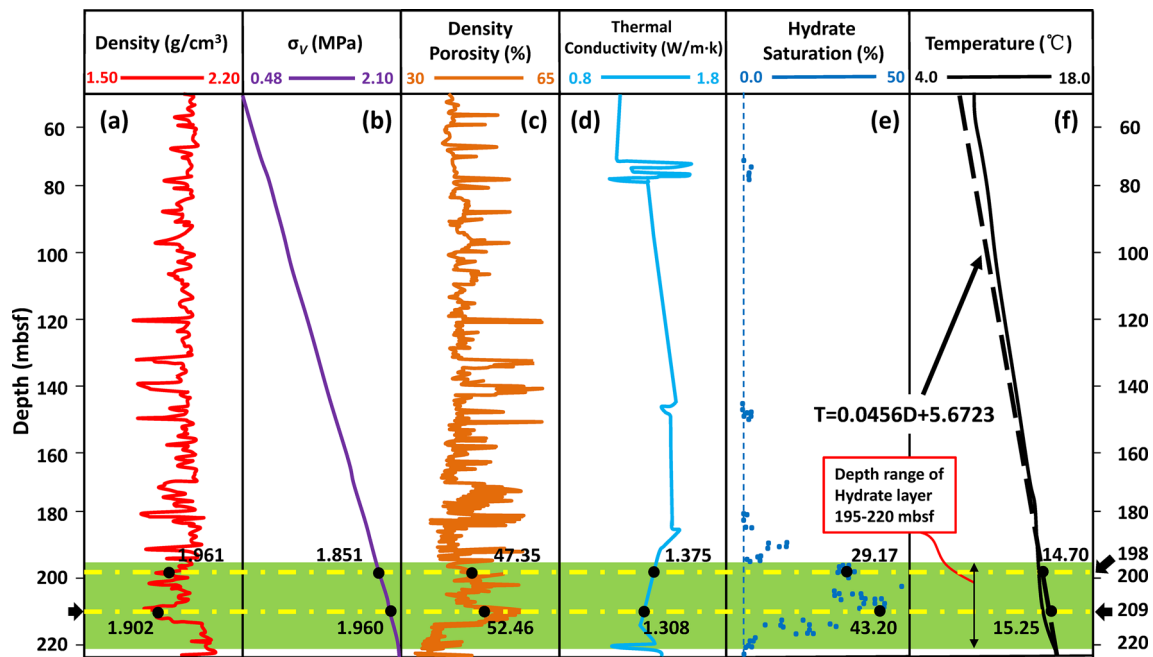 Density (g/cm³)
1.50 2.20
σV (MPa)
0.48 2.10
Density
Porosity (%)
30 65
Thermal
Conductivity (W/m·k)
0.8 1.8
Hydrate
Saturation (%)
0.0 50
Temperature (℃)
4.0 18.0
(a) (b) (c) (d) (e) (f)
Depth (mbsf)
60 60
80 80
100 100
120 120
140 140
T=0.0456D+5.6723
160 160
Depth range of
Hydrate layer
195-220 mbsf
180 180
1.961 1.851 47.35 1.375 29.17 14.70 198
200 200
209
1.902 1.960 52.46 1.308 43.20 15.25
220 220